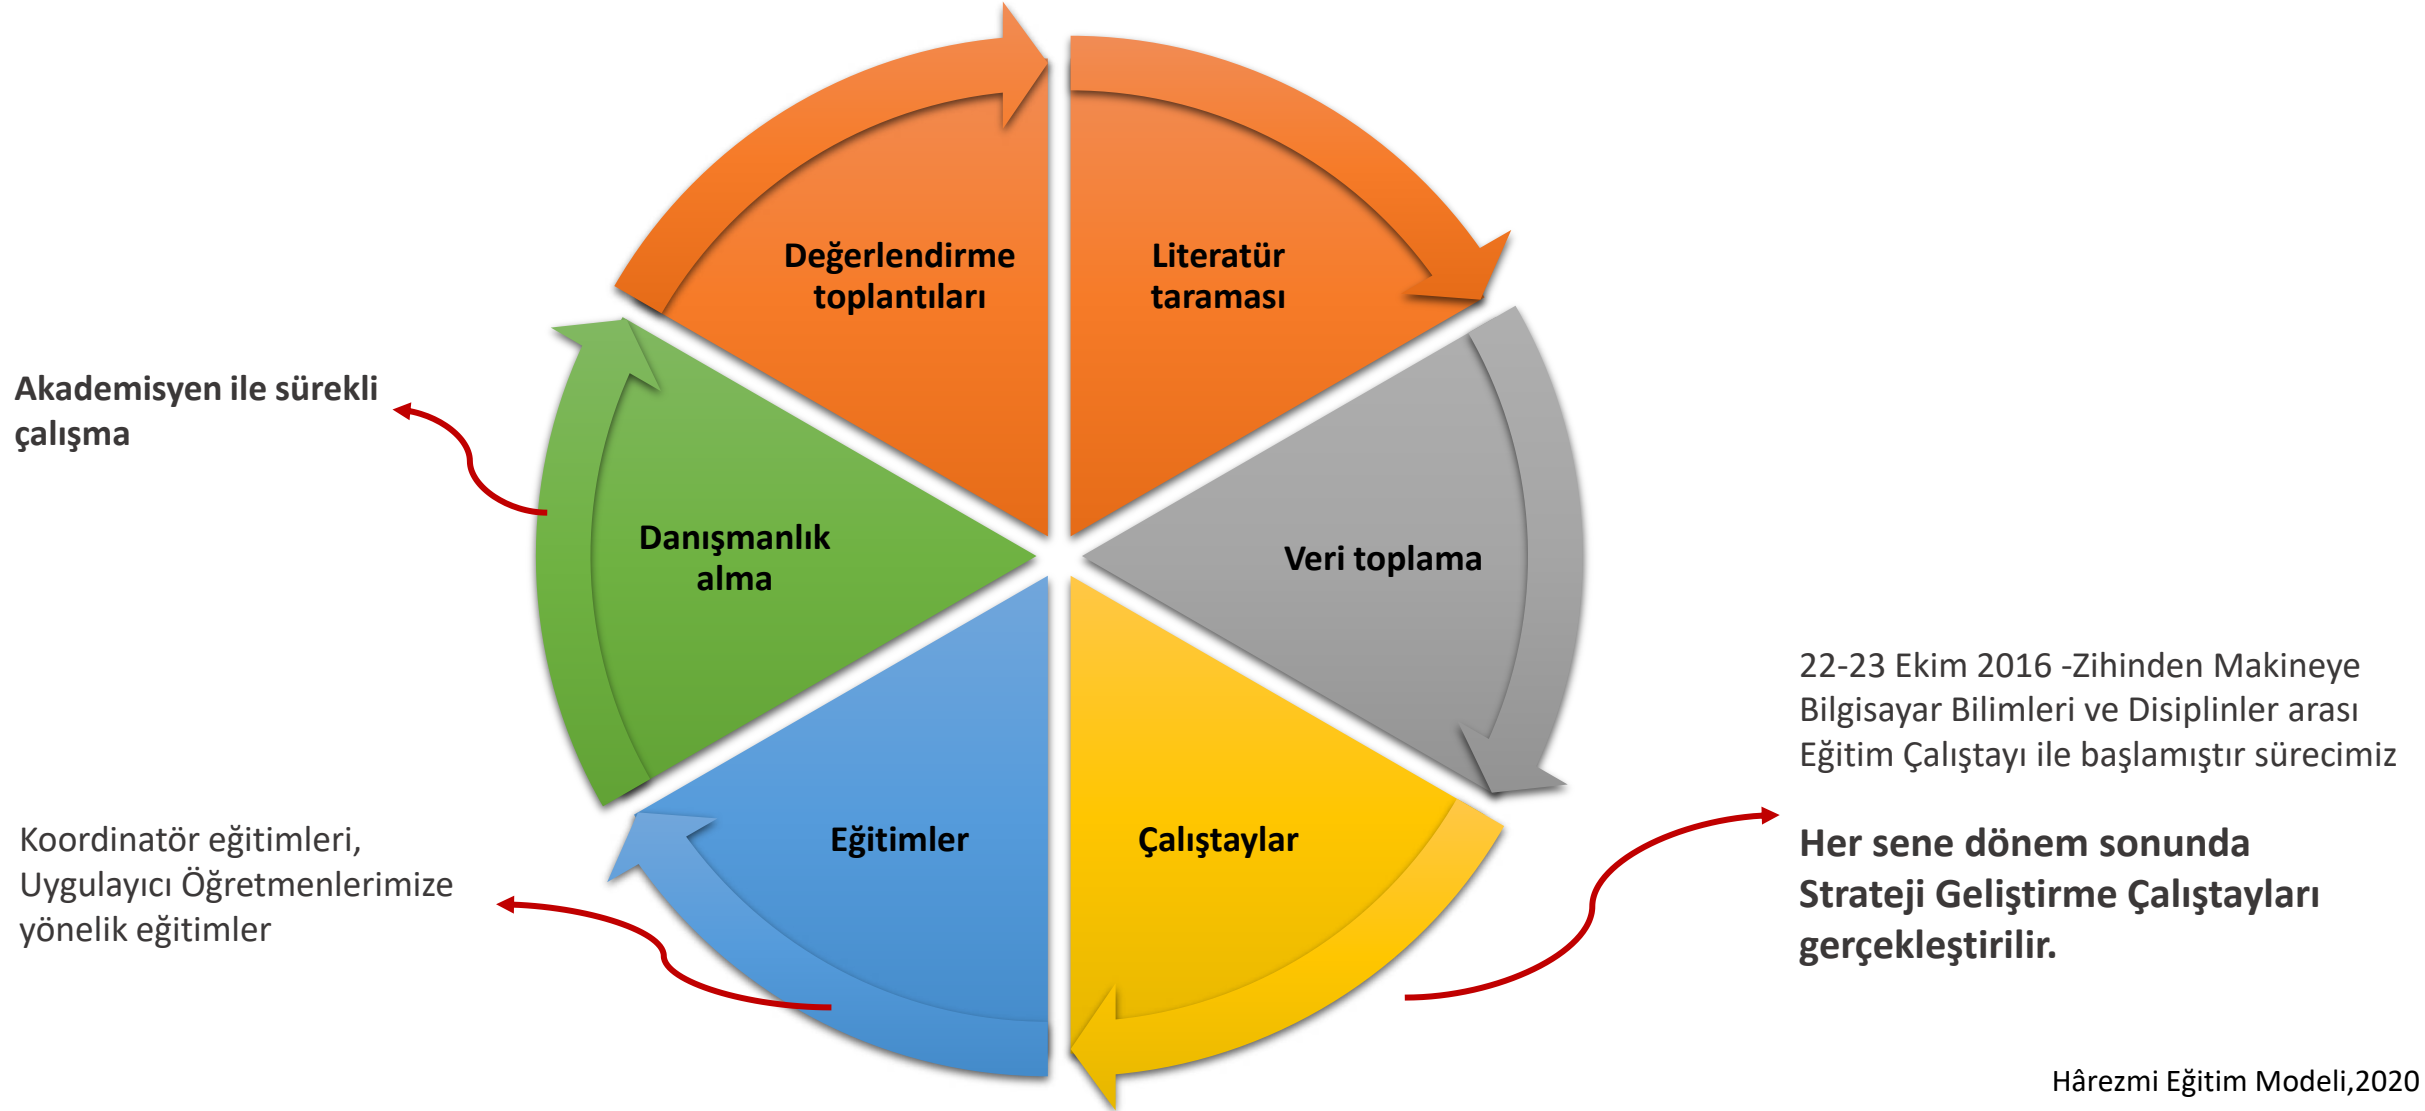 Değerlendirme
toplantıları
Literatür
taraması
Akademisyen ile sürekli
çalışma
Danışmanlık
alma
Veri toplama
22-23 Ekim 2016 -Zihinden Makineye
Bilgisayar Bilimleri ve Disiplinler arası
Eğitim Çalıştayı ile başlamıştır sürecimiz
Koordinatör eğitimleri,
Uygulayıcı Öğretmenlerimize
yönelik eğitimler
Eğitimler
Çalıştaylar
Her sene dönem sonunda
Strateji Geliştirme Çalıştayları
gerçekleştirilir.
Hârezmi Eğitim Modeli,2020